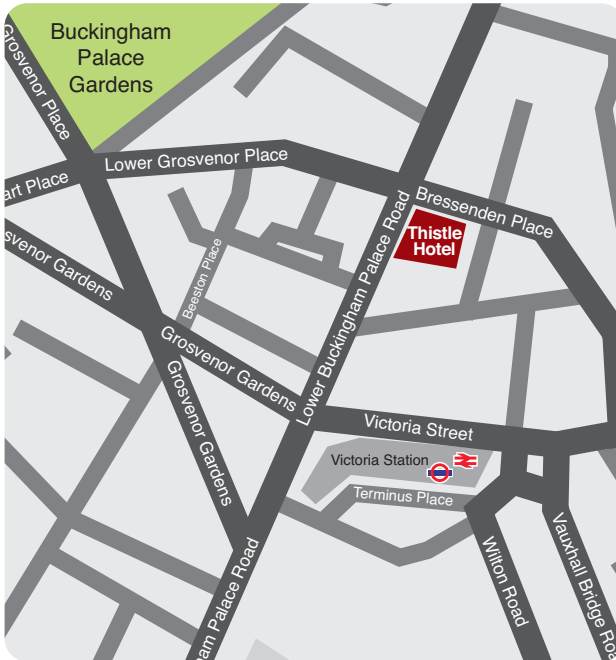 Buckingham
Palace
Gardens
Grosvenor Place
Lower Grosvenor Place
art Place
Bressenden Place
Thistle
Hotel
svenor Gardens
Beeston Place
Lower Buckingham Palace Road
Grosvenor Gardens
Grosvenor Gardens
Victoria Street
Victoria Station
Terminus Place
Wilton Road
Vauxhall Bridge Roa
am Palace Road